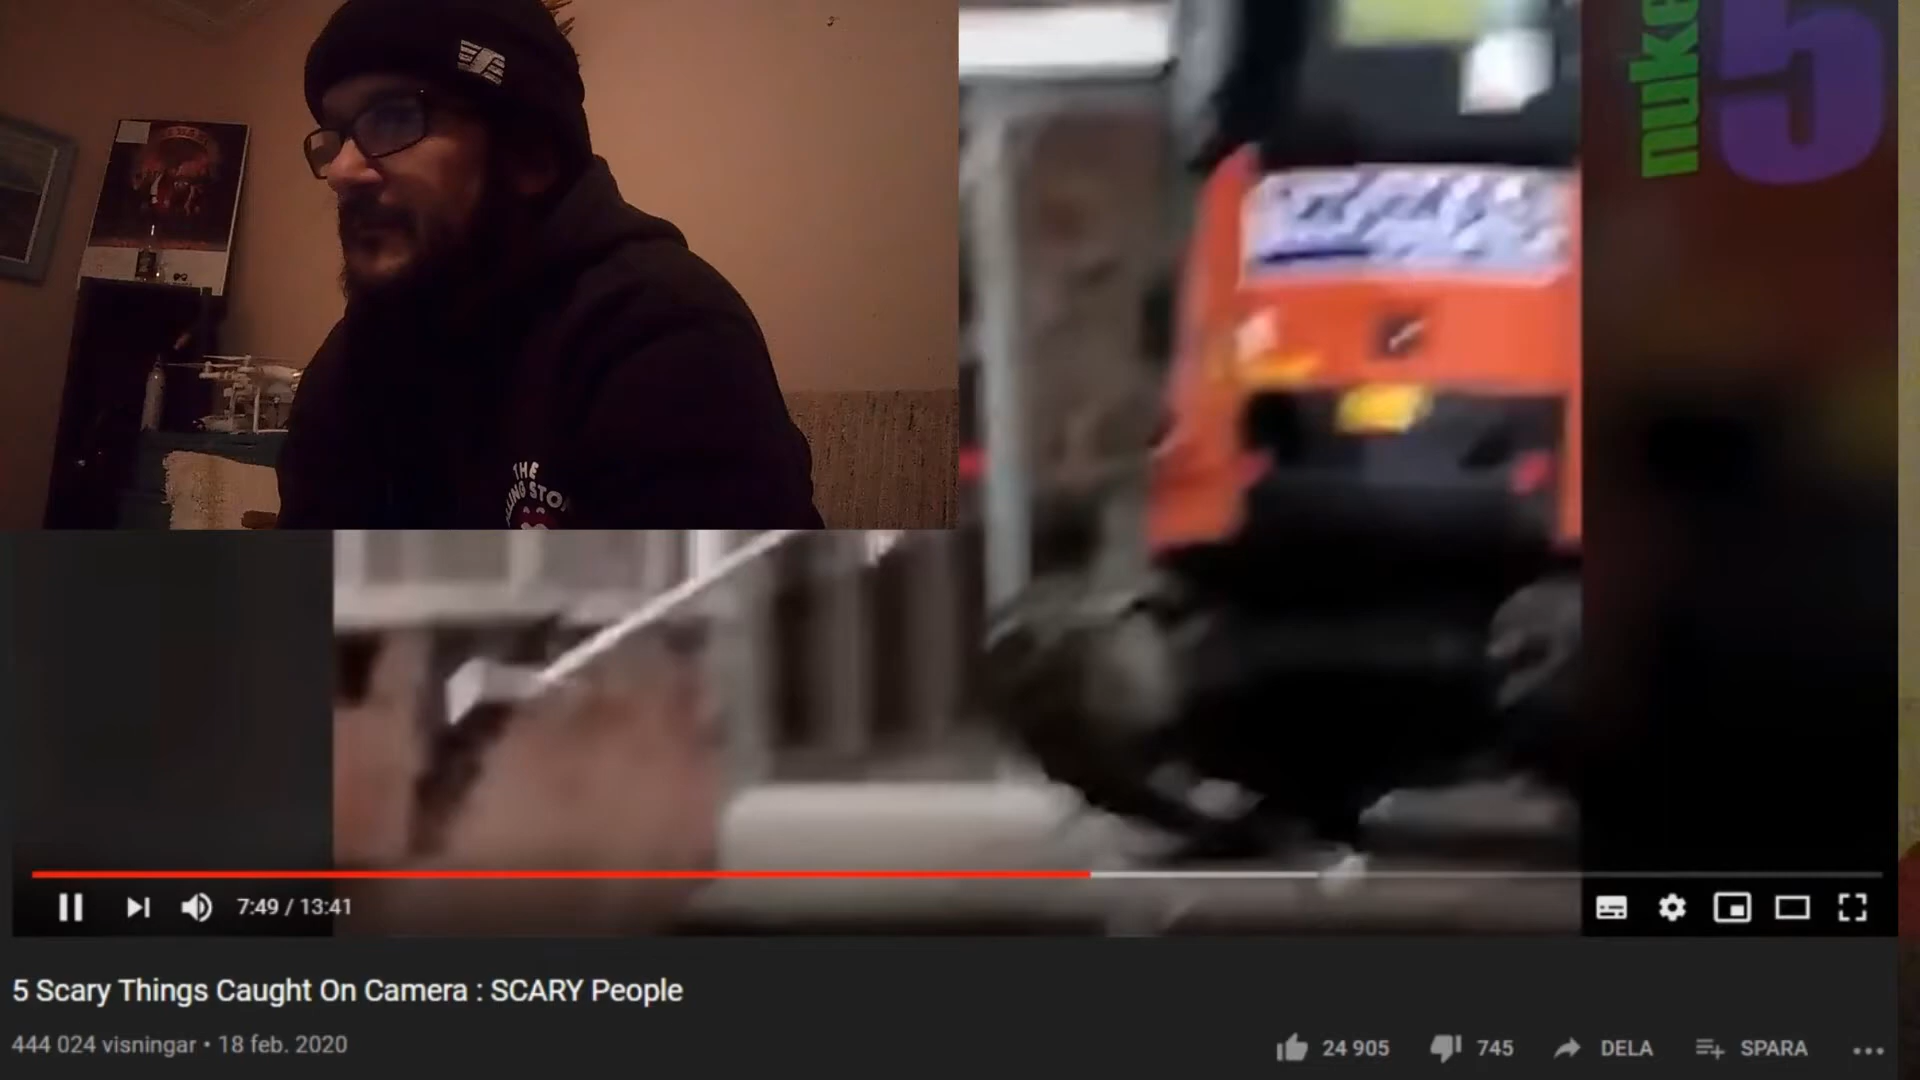 nuke
5
THE
7:49 / 13:41
5 Scary Things Caught On Camera : SCARY People
444 024 visningar • 18 feb. 2020
24 905
745
DELA
SPARA